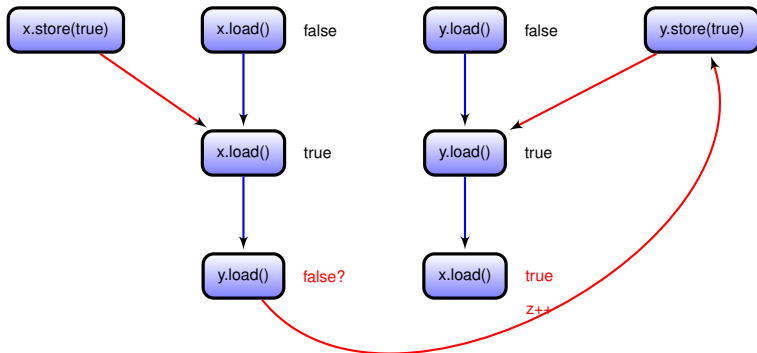 x.store(true) x.load() false y.load() false y.store(true)
x.load() true y.load() true
y.load() false? x.load() true
z++